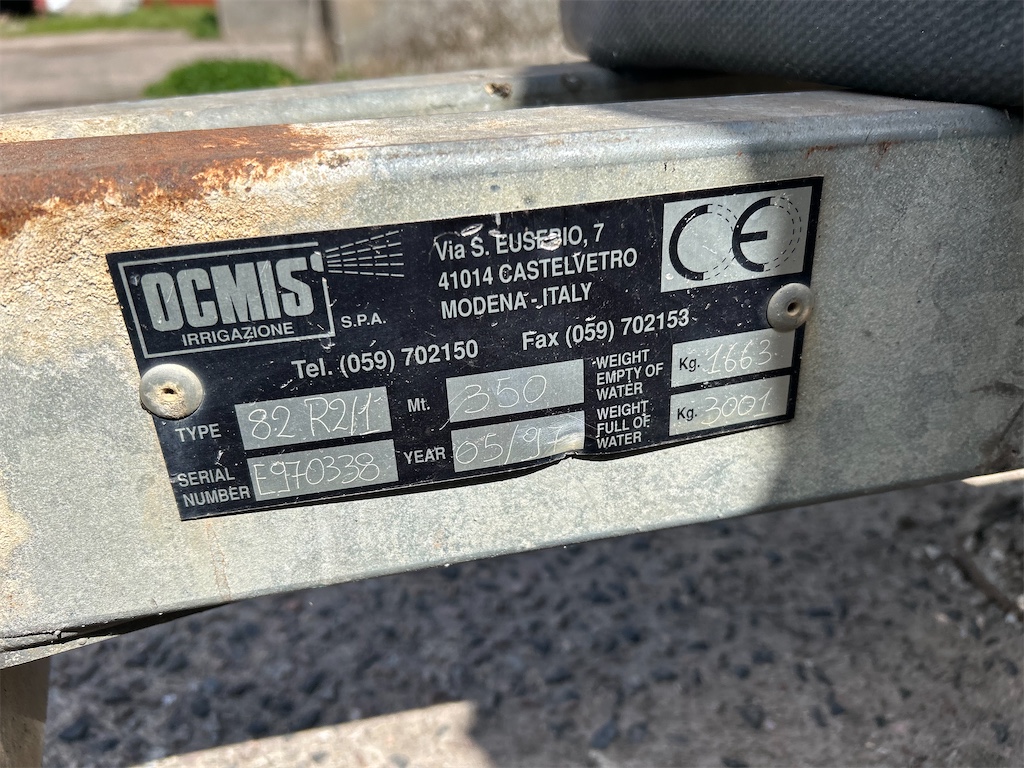 OCMIS
IRRIGAZIONE
S.P.A.
Via S. EUSEBIO, 7
41014 CASTELVETRO
MODENA - ITALY
CE
Tel. (059) 702150
Fax (059) 702153
TYPE 82 R2/1
Mt. 350
WEIGHT EMPTY OF WATER Kg. 1663
SERIAL NUMBER E970338
YEAR 05/97
WEIGHT FULL OF WATER Kg. 3001